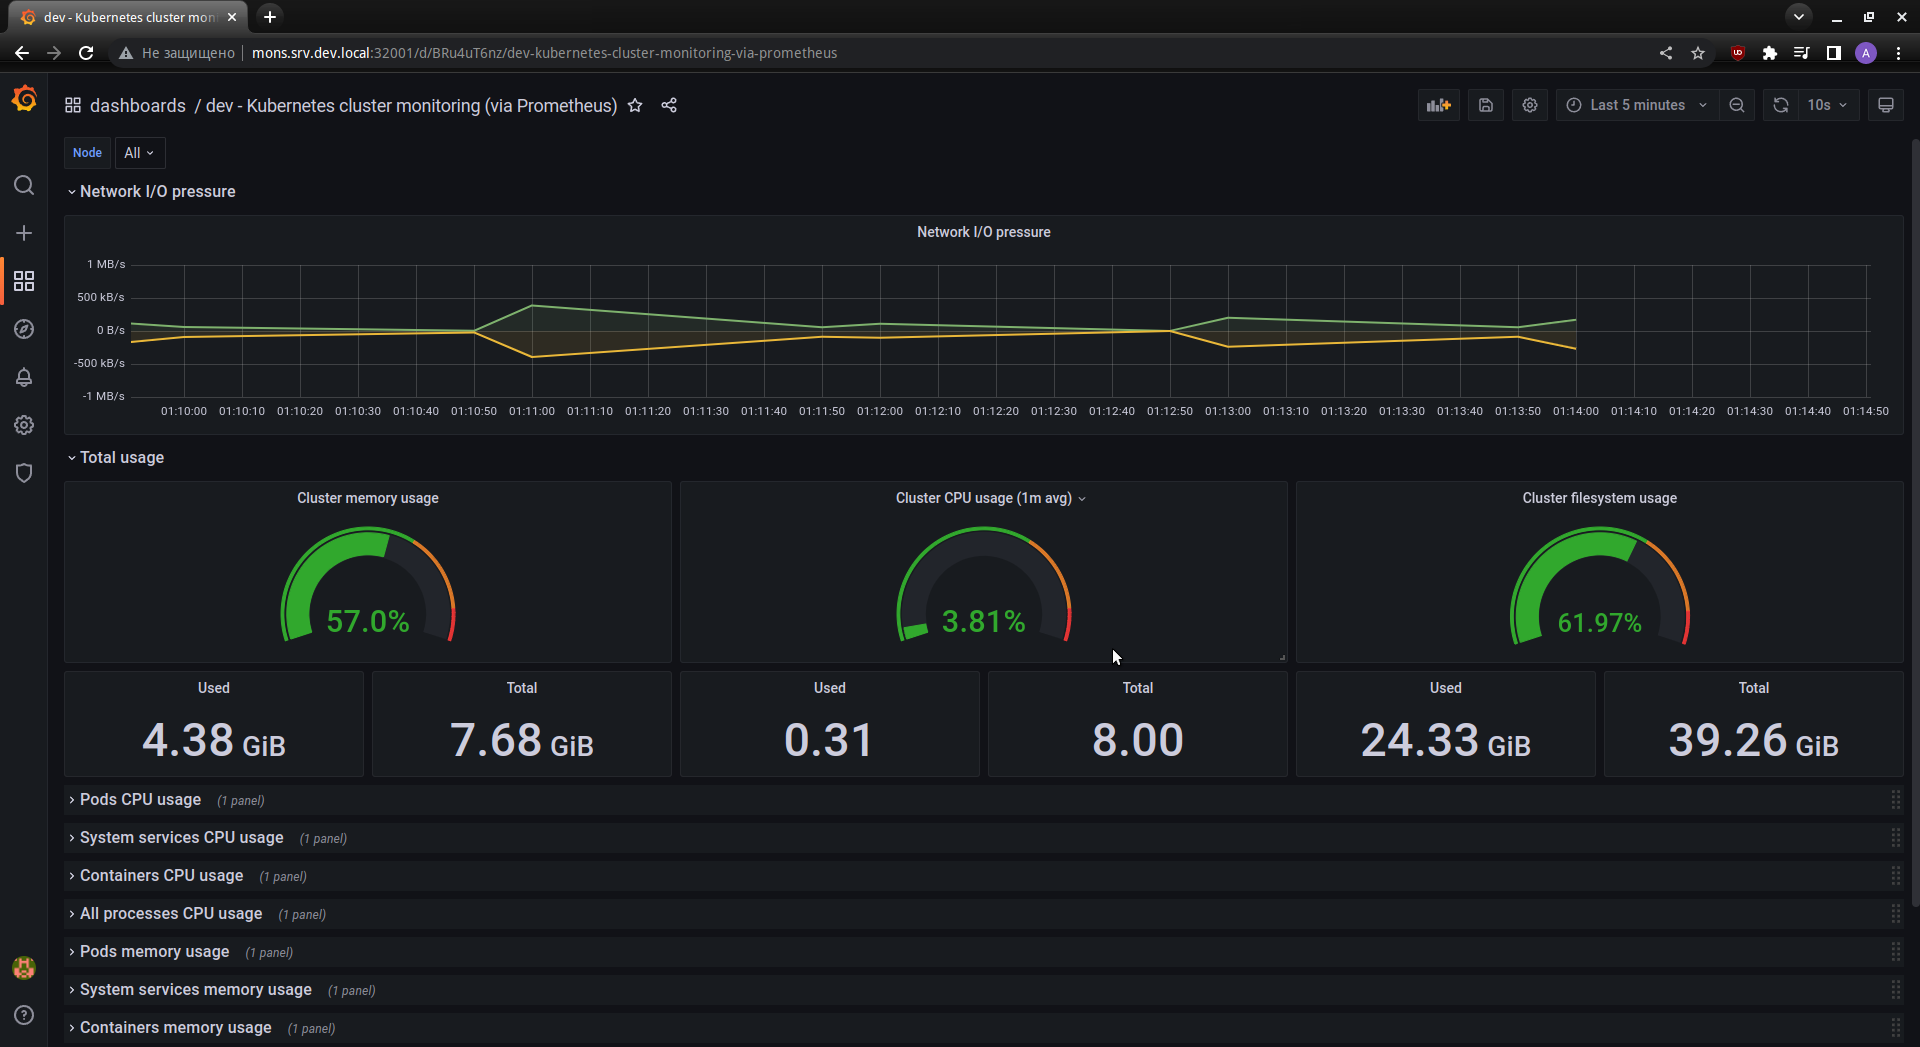 dev - Kubernetes cluster mon
Не защищено
mons.srv.dev.local:32001/d/BRu4uT6nz/dev-kubernetes-cluster-monitoring-via-prometheus
A
dashboards / dev - Kubernetes cluster monitoring (via Prometheus)
Last 5 minutes
10s
Node
All
Network I/O pressure
Network I/O pressure
1 MB/s
500 kB/s
0 B/s
-500 kB/s
-1 MB/s
01:10:00 01:10:10 01:10:20 01:10:30 01:10:40 01:10:50 01:11:00 01:11:10 01:11:20 01:11:30 01:11:40 01:11:50 01:12:00 01:12:10 01:12:20 01:12:30 01:12:40 01:12:50 01:13:00 01:13:10 01:13:20 01:13:30 01:13:40 01:13:50 01:14:00 01:14:10 01:14:20 01:14:30 01:14:40 01:14:50
Total usage
Cluster memory usage
57.0%
Cluster CPU usage (1m avg)
3.81%
Cluster filesystem usage
61.97%
Used
4.38 GiB
Total
7.68 GiB
Used
0.31
Total
8.00
Used
24.33 GiB
Total
39.26 GiB
Pods CPU usage (1 panel)
System services CPU usage (1 panel)
Containers CPU usage (1 panel)
All processes CPU usage (1 panel)
Pods memory usage (1 panel)
System services memory usage (1 panel)
Containers memory usage (1 panel)